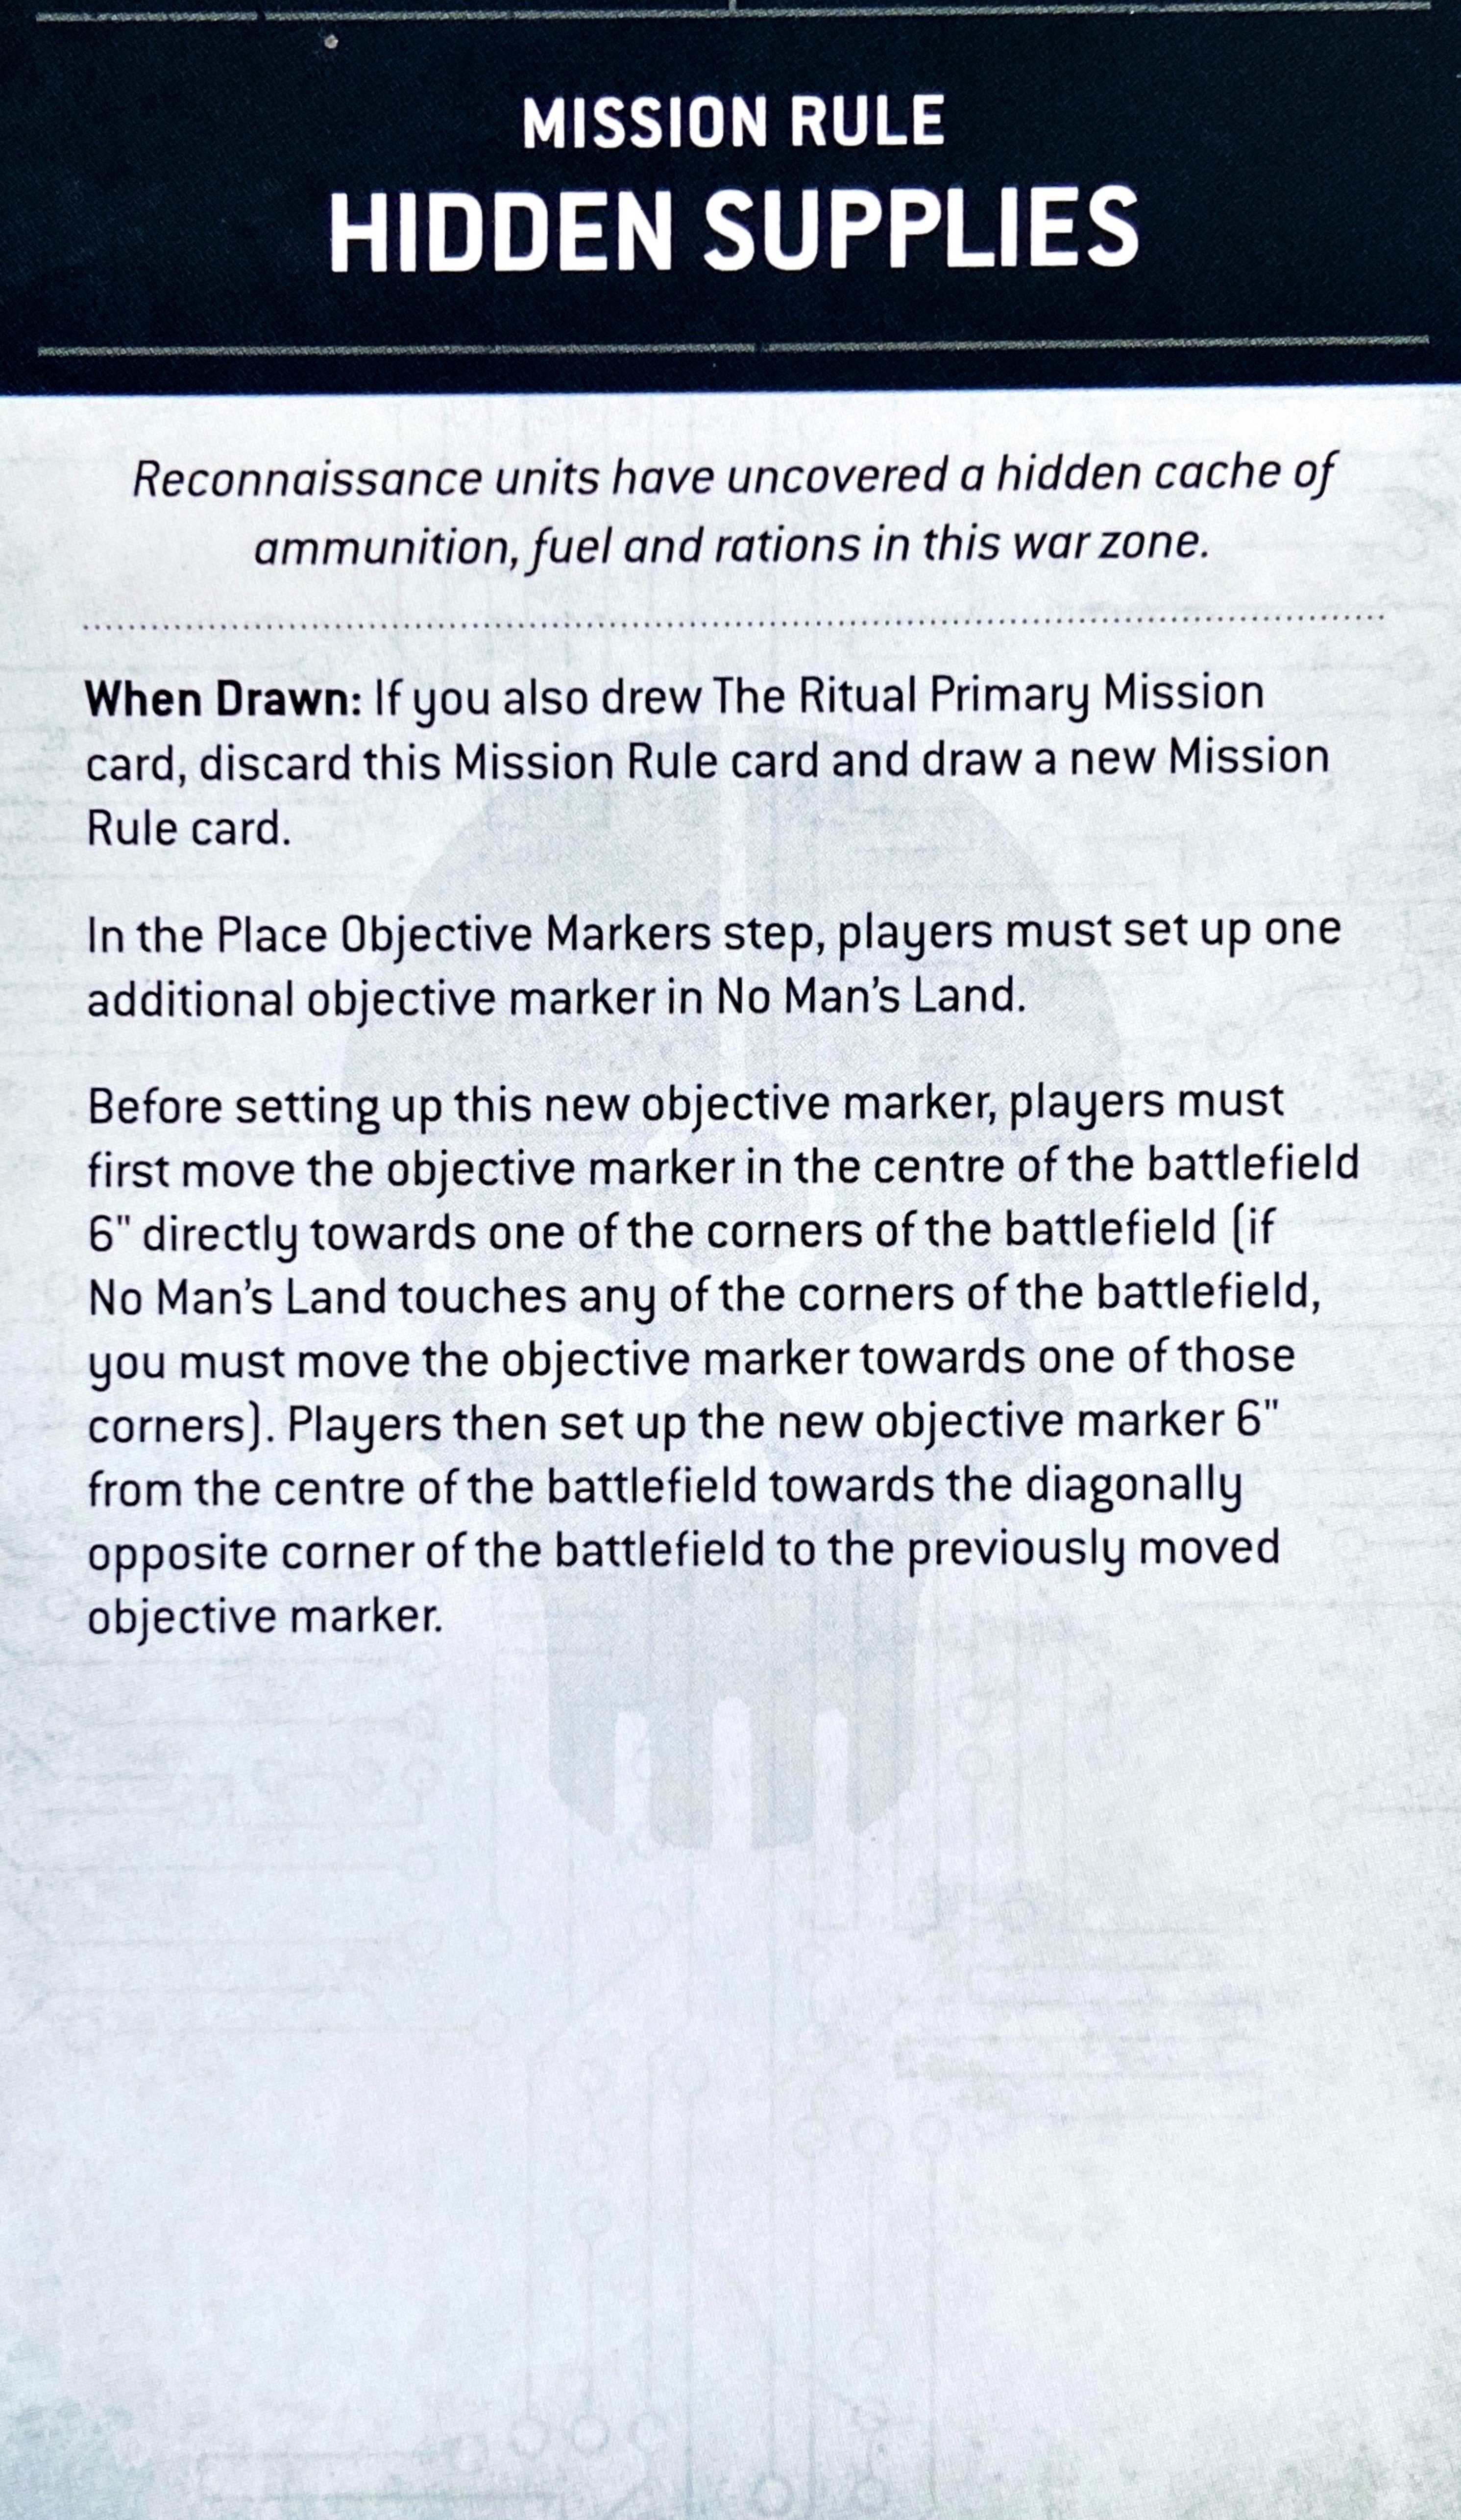 MISSION RULE
HIDDEN SUPPLIES
Reconnaissance units have uncovered a hidden cache of
ammunition, fuel and rations in this war zone.
When Drawn: If you also drew The Ritual Primary Mission
card, discard this Mission Rule card and draw a new Mission
Rule card.
In the Place Objective Markers step, players must set up one
additional objective marker in No Man's Land.
Before setting up this new objective marker, players must
first move the objective marker in the centre of the battlefield
6" directly towards one of the corners of the battlefield (if
No Man's Land touches any of the corners of the battlefield,
you must move the objective marker towards one of those
corners). Players then set up the new objective marker 6"
from the centre of the battlefield towards the diagonally
opposite corner of the battlefield to the previously moved
objective marker.